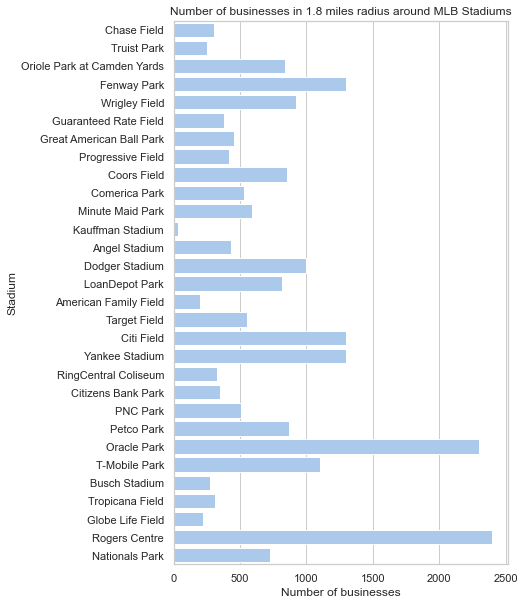 Number of businesses in 1.8 miles radius around MLB Stadiums
Chase Field
Truist Park
Oriole Park at Camden Yards
Fenway Park
Wrigley Field
Guaranteed Rate Field
Great American Ball Park
Progressive Field
Coors Field
Comerica Park
Minute Maid Park
Kauffman Stadium
Angel Stadium
Dodger Stadium
LoanDepot Park
American Family Field
Target Field
Citi Field
Yankee Stadium
RingCentral Coliseum
Citizens Bank Park
PNC Park
Petco Park
Oracle Park
T-Mobile Park
Busch Stadium
Tropicana Field
Globe Life Field
Rogers Centre
Nationals Park
Stadium
0 500 1000 1500 2000 2500
Number of businesses